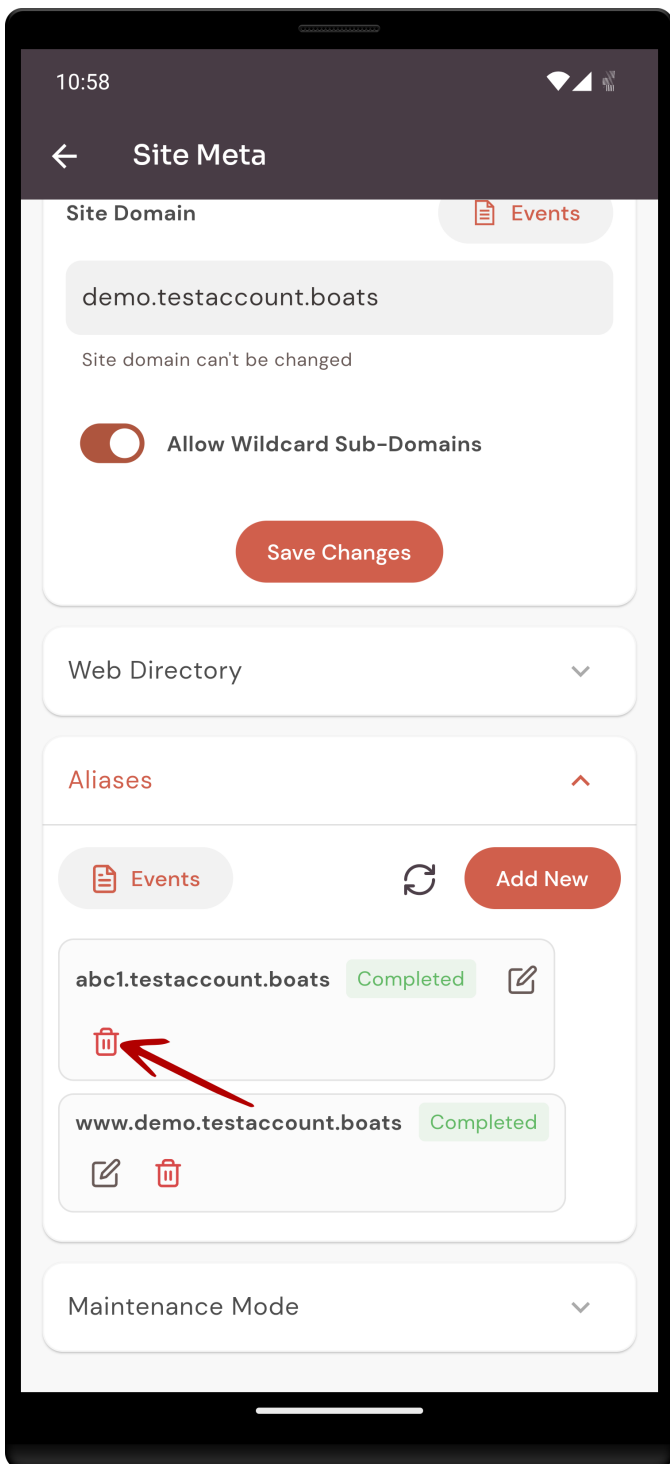 10:58
Site Meta
Site Domain
Events
demo.testaccount.boats
Site domain can't be changed
Allow Wildcard Sub-Domains
Save Changes
Web Directory
Aliases
Events
Add New
abc1.testaccount.boats Completed
www.demo.testaccount.boats Completed
Maintenance Mode